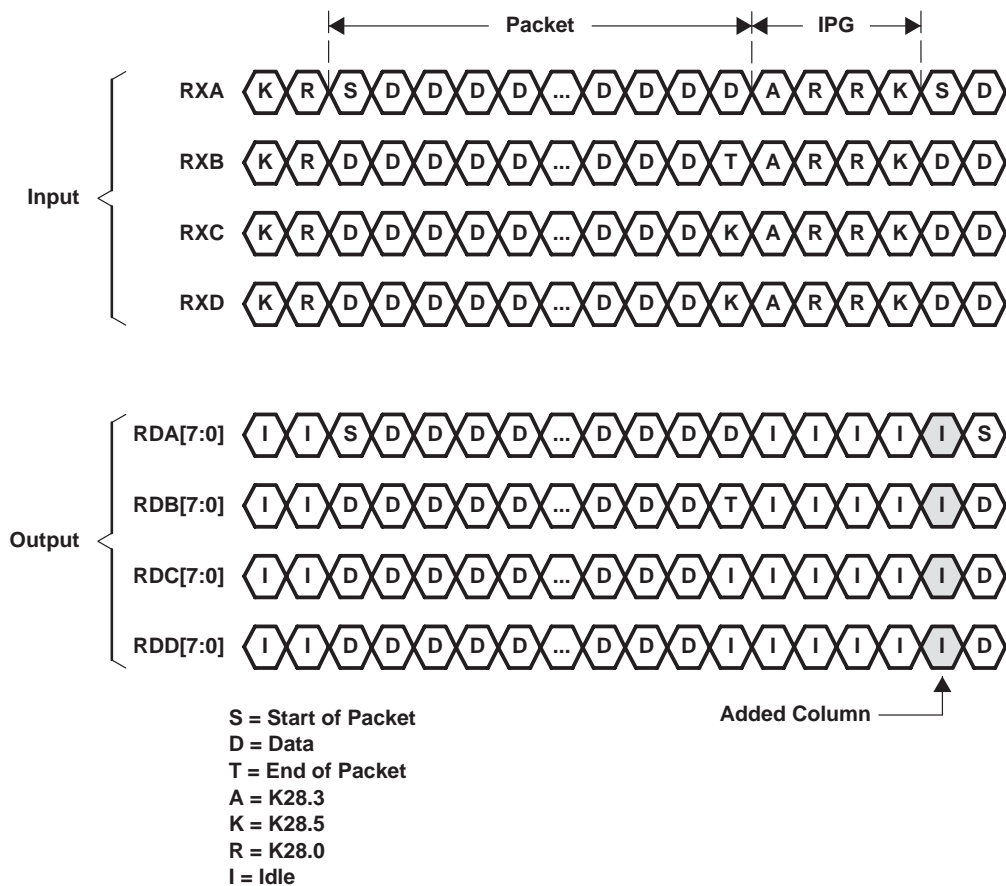 Packet IPG
RXA K R S D D D D ... D D D D A R R K S D
RXB K R D D D D D ... D D D T A R R K D D
Input
RXC K R D D D D D ... D D D K A R R K D D
RXD K R D D D D D ... D D D K A R R K D D
RDA[7:0] I I S D D D D ... D D D D I I I I I S
RDB[7:0] I I D D D D D ... D D D T I I I I I D
Output
RDC[7:0] I I D D D D D ... D D D I I I I I I D
RDD[7:0] I I D D D D D ... D D D I I I I I I D
Added Column
S = Start of Packet
D = Data
T = End of Packet
A = K28.3
K = K28.5
R = K28.0
I = Idle